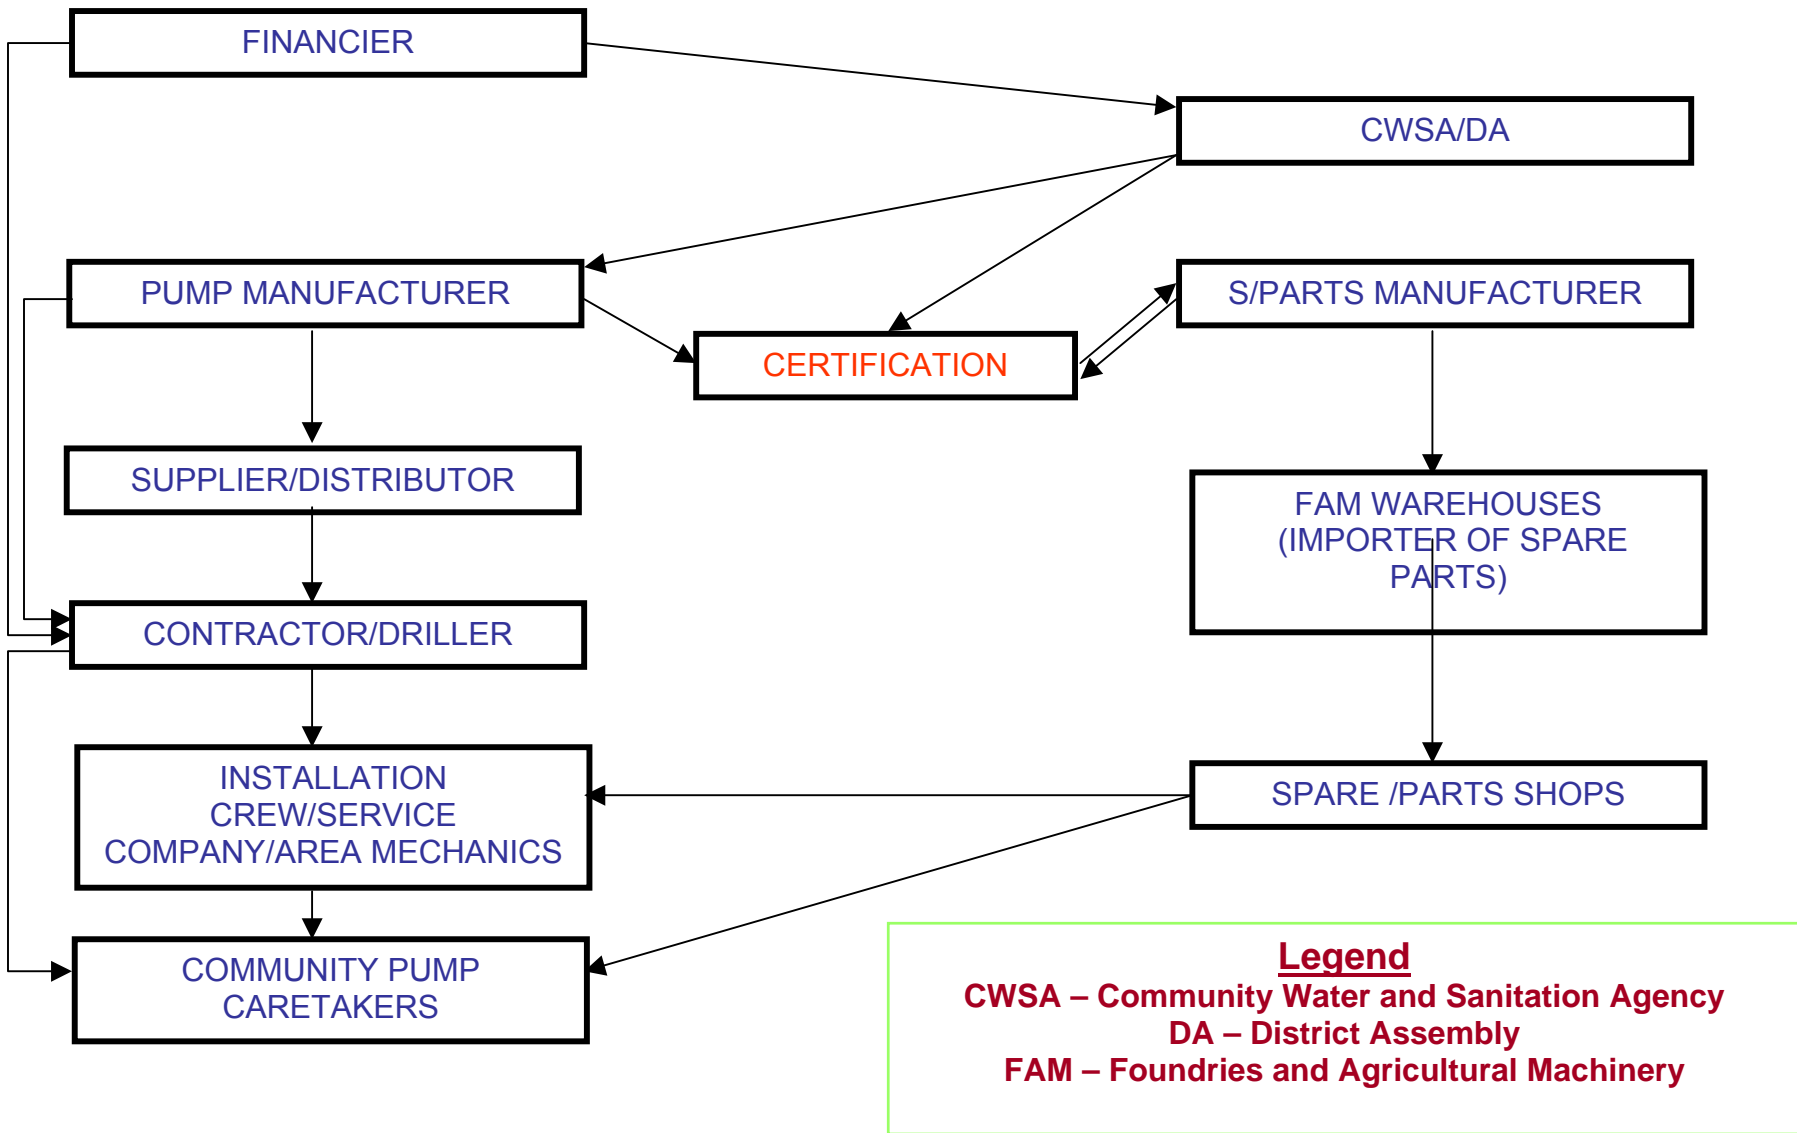 FINANCIER
CWSA/DA
PUMP MANUFACTURER
S/PARTS MANUFACTURER
CERTIFICATION
SUPPLIER/DISTRIBUTOR
FAM WAREHOUSES
(IMPORTER OF SPARE
PARTS)
CONTRACTOR/DRILLER
INSTALLATION
CREW/SERVICE
COMPANY/AREA MECHANICS
SPARE /PARTS SHOPS
COMMUNITY PUMP
CARETAKERS
Legend
CWSA – Community Water and Sanitation Agency
DA – District Assembly
FAM – Foundries and Agricultural Machinery